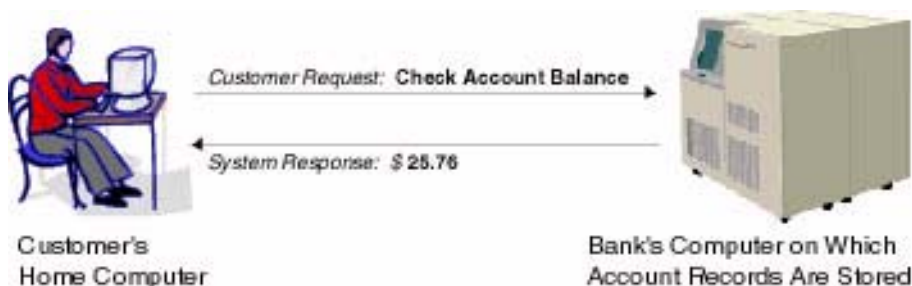 Customer Request: Check Account Balance
System Response: $ 25.76
Customer's
Home Computer
Bank's Computer on Which
Account Records Are Stored